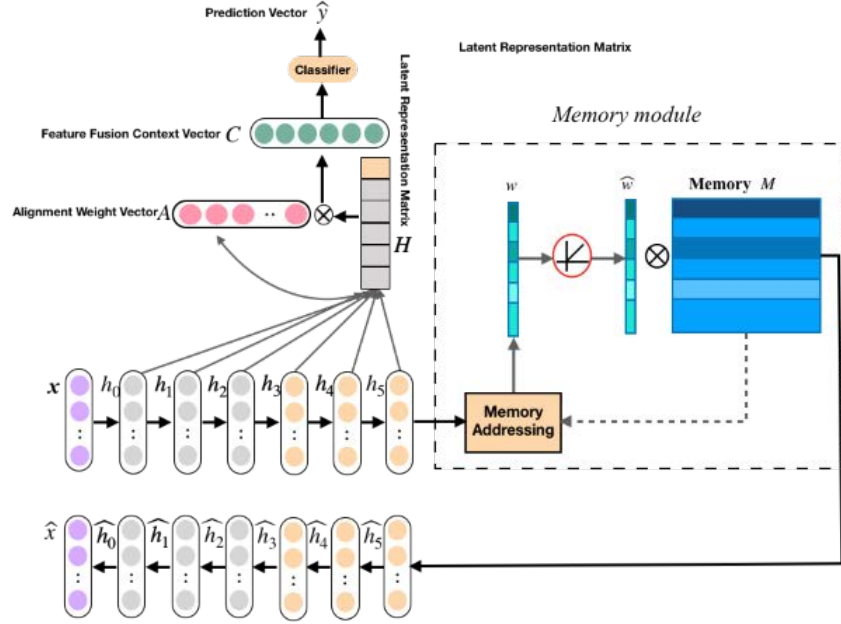 Prediction Vector ŷ
Latent Representation Matrix
Classifier
Latent Representation Matrix
Memory module
Feature Fusion Context Vector C
w
ŵ
Memory M
Alignment Weight Vector A
H
x h₀ h₁ h₂ h₃ h₄ h₅
Memory
Addressing
x̂ ĥ₀ ĥ₁ ĥ₂ ĥ₃ ĥ₄ ĥ₅